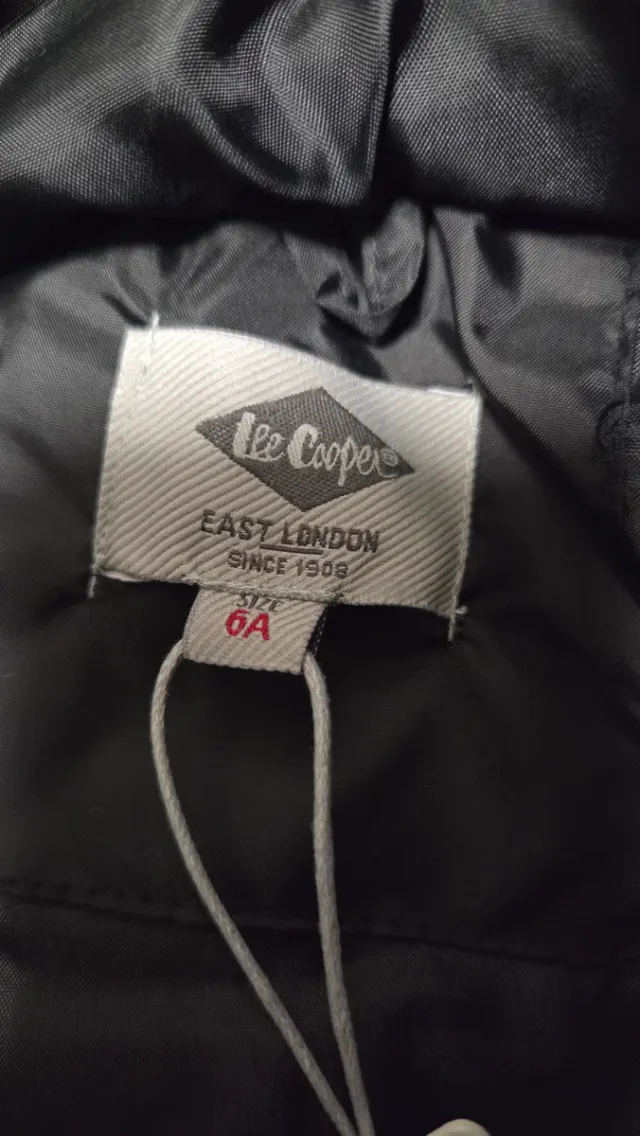 Lee Cooper®
EAST LONDON
SINCE 1908
SIZE
6A